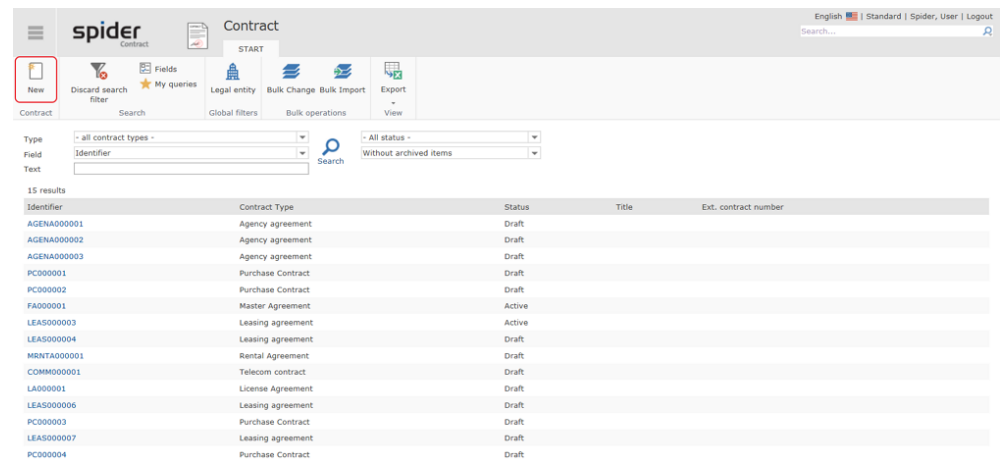 English | Standard | Spider, User | Logout
spider
Contract
Contract
Search...
START
New
Discard search filter
Fields
My queries
Legal entity
Bulk Change
Bulk Import
Export
Contract
Search
Global filters
Bulk operations
View
Type - all contract types - - All status -
Field Identifier Search Without archived items
Text
15 results
Identifier Contract Type Status Title Ext. contract number
AGENA000001 Agency agreement Draft
AGENA000002 Agency agreement Draft
AGENA000003 Agency agreement Draft
PC000001 Purchase Contract Draft
PC000002 Purchase Contract Draft
FA000001 Master Agreement Active
LEAS000003 Leasing agreement Active
LEAS000004 Leasing agreement Draft
MRNTA000001 Rental Agreement Draft
COMM000001 Telecom contract Draft
LA000001 License Agreement Draft
LEAS000006 Leasing agreement Draft
PC000003 Purchase Contract Draft
LEAS000007 Leasing agreement Draft
PC000004 Purchase Contract Draft